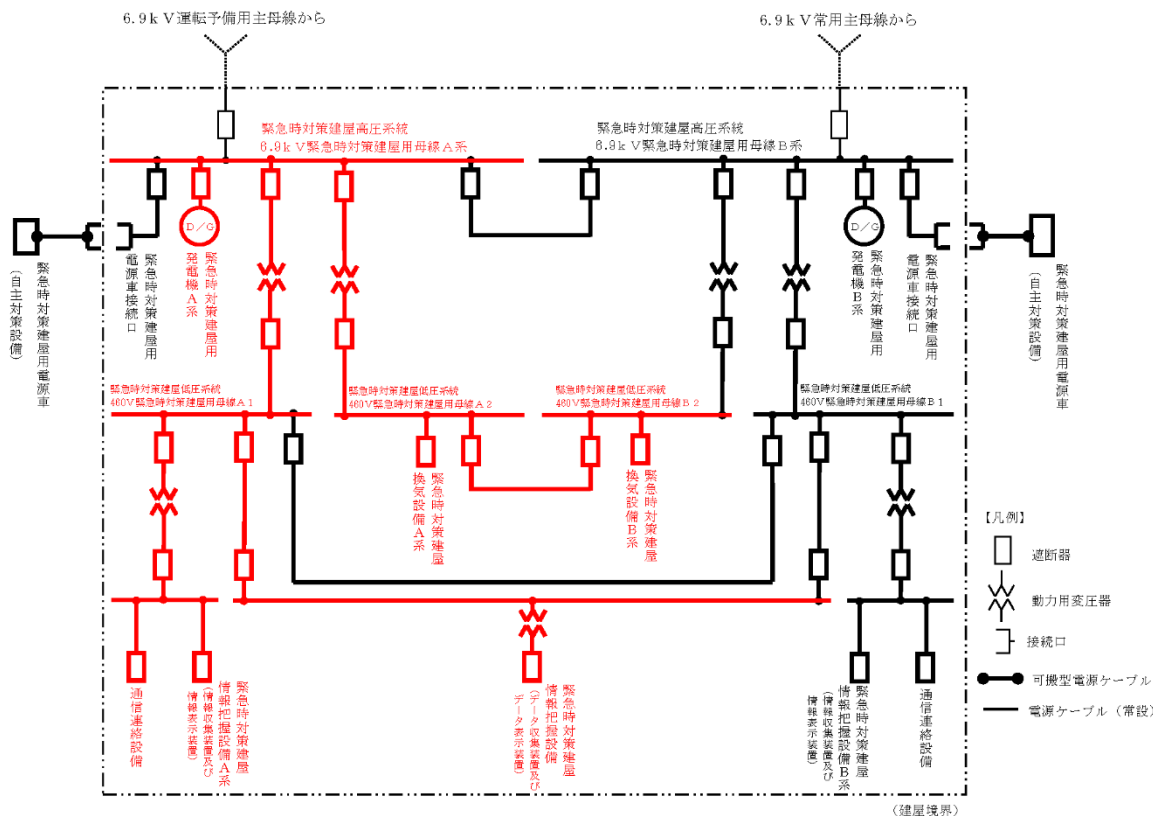 6.9kV運転予備用主母線から
6.9kV常用主母線から
緊急時対策建屋高圧系統
6.9kV緊急時対策建屋用母線A系
緊急時対策建屋高圧系統
6.9kV緊急時対策建屋用母線B系
緊急時対策建屋用電源車
(自主対策設備)
緊急時対策建屋用
電源車接続口
D/G
緊急時対策建屋用
発電機A系
D/G
緊急時対策建屋用
発電機B系
緊急時対策建屋用
電源車接続口
緊急時対策建屋用電源車
(自主対策設備)
緊急時対策建屋低圧系統
460V緊急時対策建屋用母線A1
緊急時対策建屋低圧系統
460V緊急時対策建屋用母線A2
緊急時対策建屋低圧系統
460V緊急時対策建屋用母線B2
緊急時対策建屋低圧系統
460V緊急時対策建屋用母線B1
緊急時対策建屋
換気設備A系
緊急時対策建屋
換気設備B系
通信連絡設備
緊急時対策建屋
情報把握設備A系
(情報収集装置及び
情報表示装置)
緊急時対策建屋
情報把握設備
(データ収集装置及び
データ表示装置)
緊急時対策建屋
情報把握設備B系
(情報収集装置及び
情報表示装置)
通信連絡設備
【凡例】
遮断器
動力用変圧器
接続口
可搬型電源ケーブル
電源ケーブル(常設)
(建屋境界)